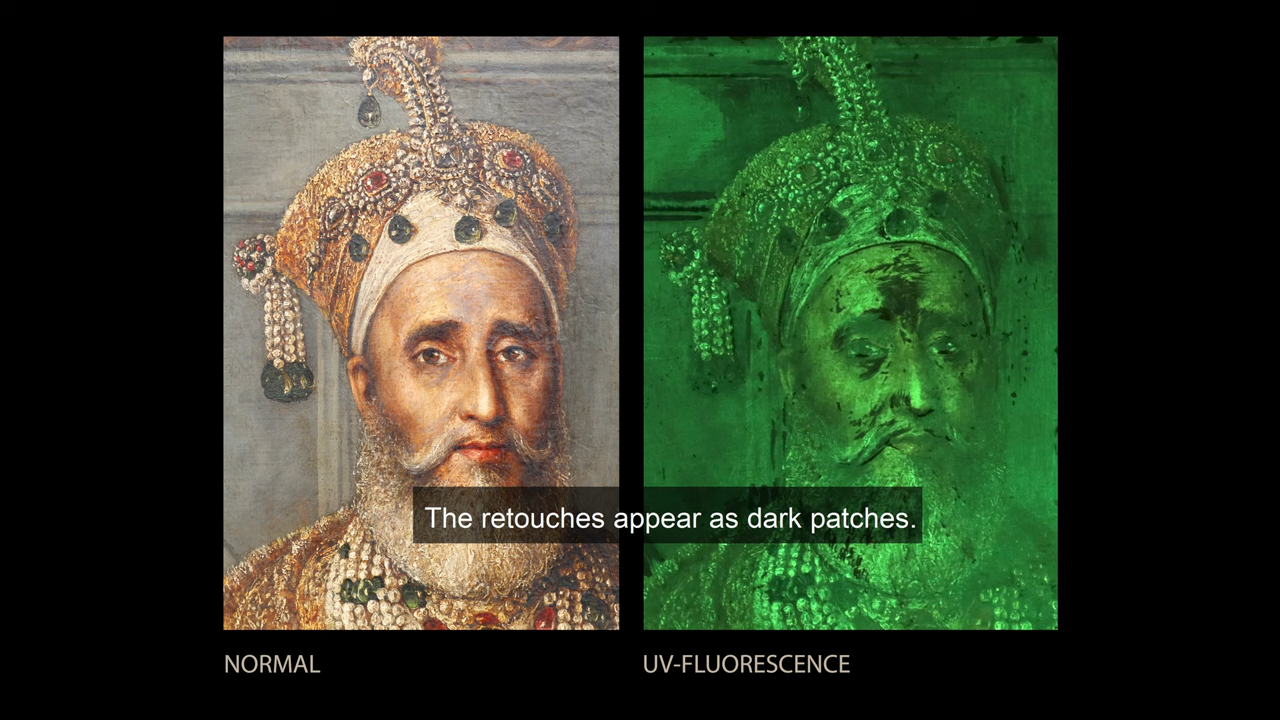 The retouches appear as dark patches.
NORMAL
UV-FLUORESCENCE